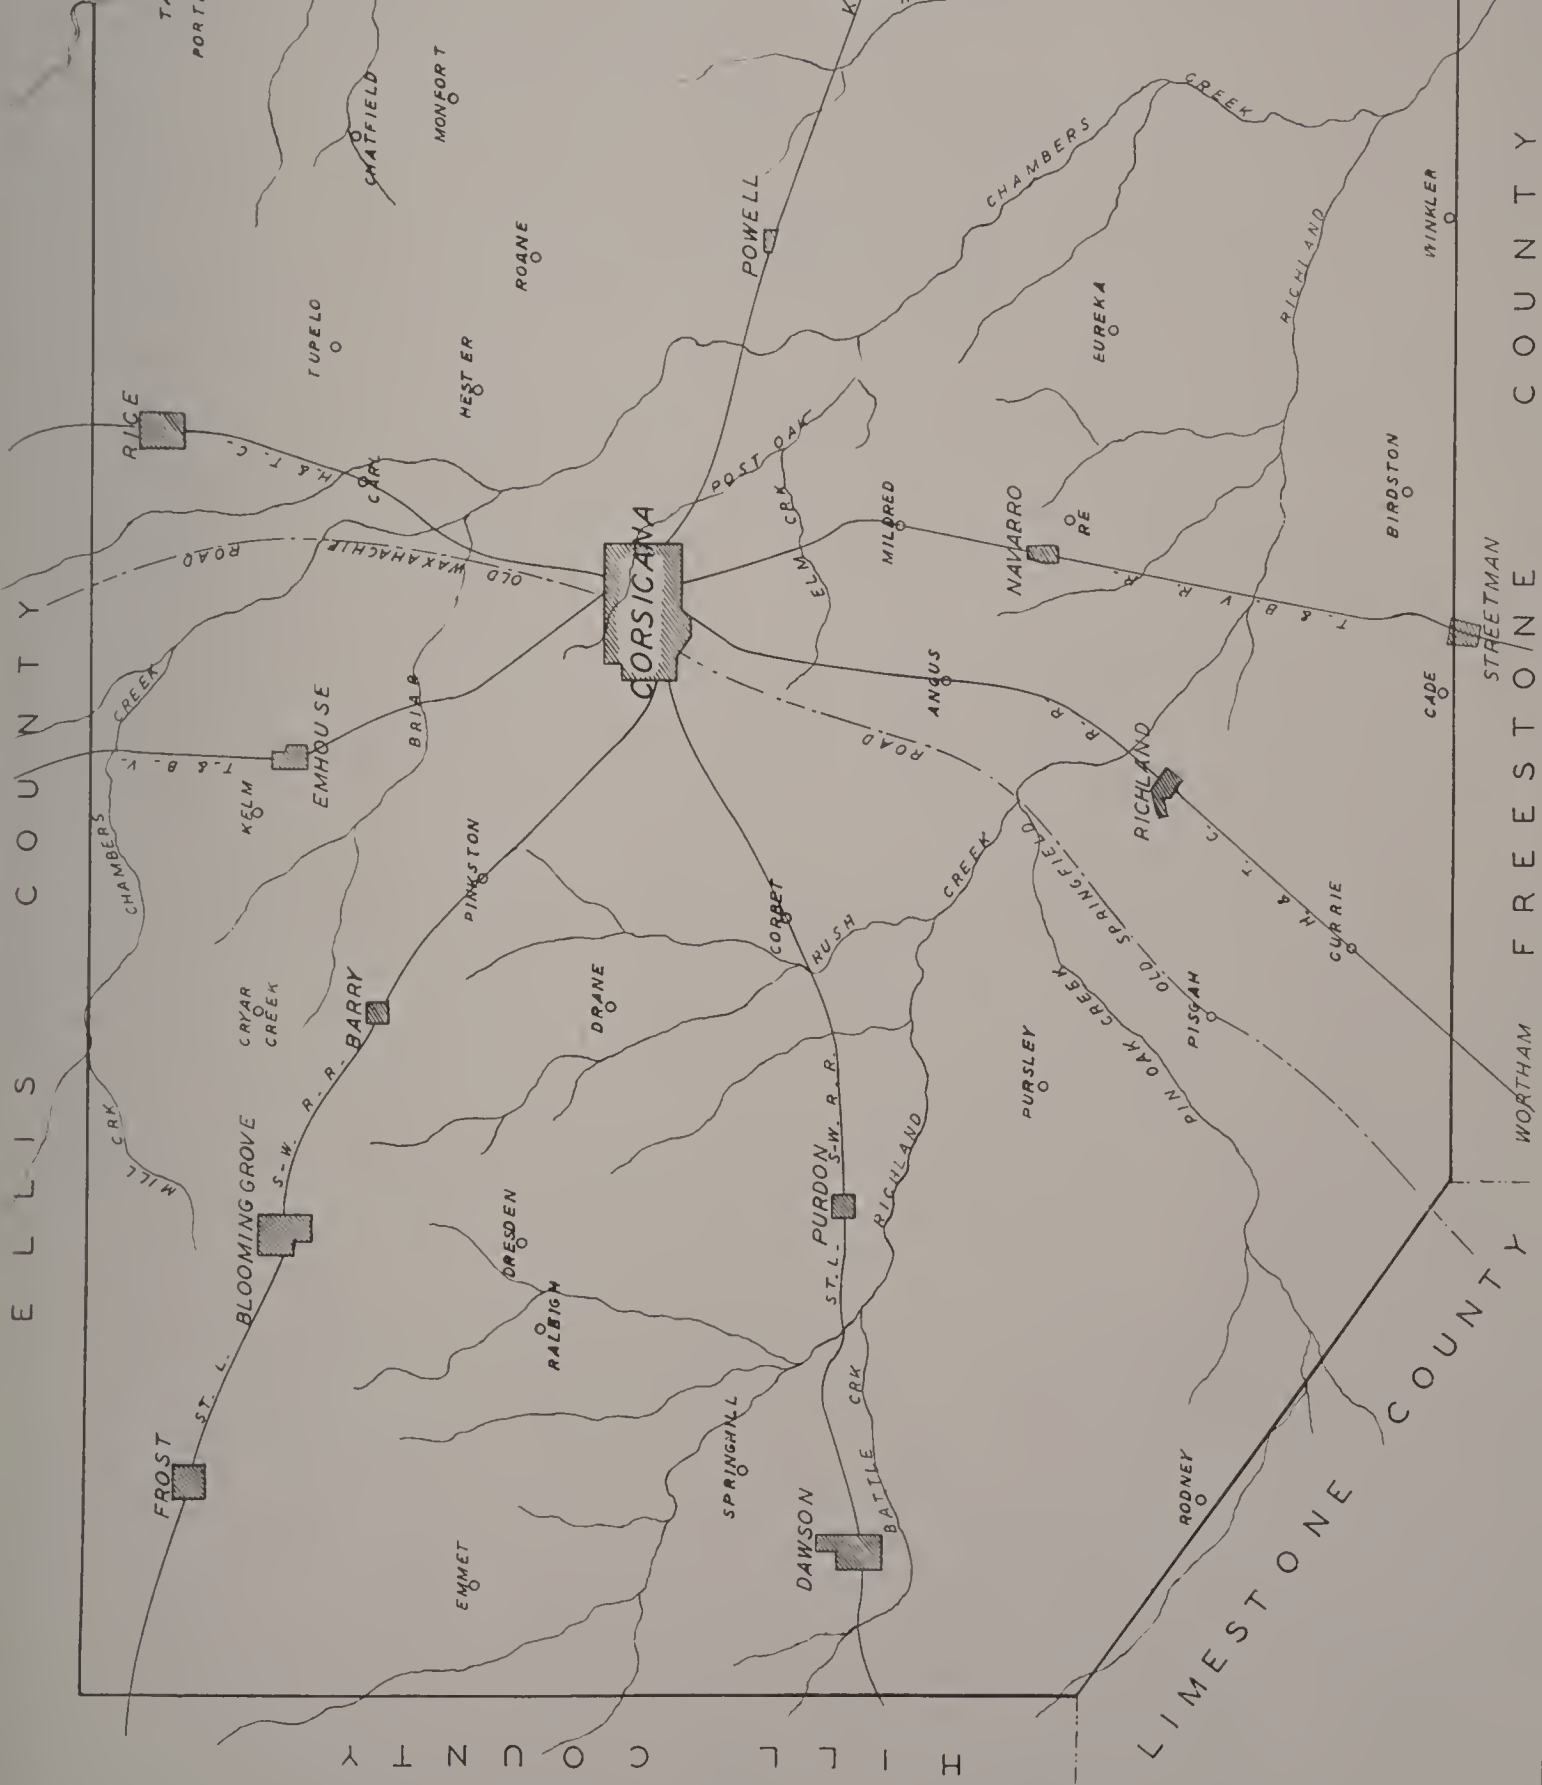 ELLIS COUNTY
HILL COUNTY
LIMESTONE COUNTY
FREESTONE COUNTY
FROST
ST. L.
BLOOMING GROVE
S-W.
R. R.
BARRY
MILL
CRK
CRYAR
CREEK
CHAMBERS
CREEK
KELM
T. & B. V.
EMHOUSE
PINKSTON
BRIAR
OLD WAXAHACHIE ROAD
RICE
H. & T. C.
CARL
TUPELO
HESTER
ROANE
CHATFIELD
MONFORT
PORT
EMMET
DRESDEN
RALEIGH
DRANE
SPRINGHILL
CORSICANA
POST OAK
ELM CRK
POWELL
K
CHAMBERS
CREEK
DAWSON
BATTLE
CRK
ST. L.
PURDON
S-W. R. R.
RICHLAND
CORBET
RUSH
CREEK
PURSLEY
PIN OAK CREEK
OLD SPRINGFIELD
ROAD
PISGAH
ANGUS
R. R.
RICHLAND
H. & T. C.
CURRIE
MILDRED
NAVARRO
RE
T. & B. V. R. R.
EUREKA
RICHLAND
BIRDSTON
WINKLER
CADE
STREETMAN
RODNEY
WORTHAM